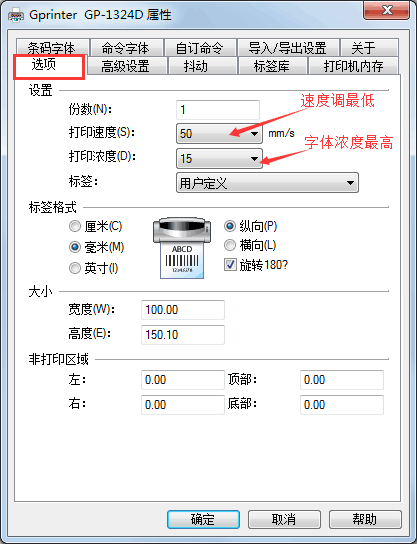 Gprinter GP-1324D 属性
条码字体 命令字体 自订命令 导入/导出设置 关于
选项 高级设置 抖动 标签库 打印机内存
设置
份数(N): 1 速度调最低
打印速度(S): 50 mm/s
字体浓度最高
打印浓度(D): 15
标签: 用户定义
标签格式
厘米(C) 纵向(P)
毫米(M) ABCD 横向(L)
英寸(I) 旋转180?
大小
宽度(W): 100.00
高度(E): 150.10
非打印区域
左: 0.00 顶部: 0.00
右: 0.00 底部: 0.00
确定 取消 帮助